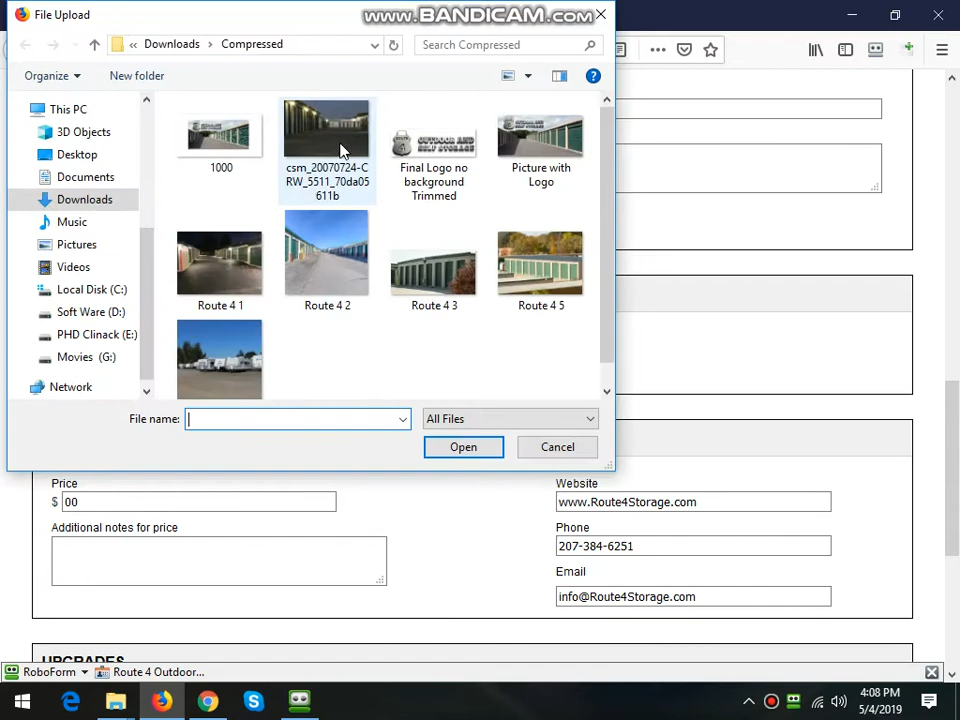 File Upload
www.BANDICAM.com
Downloads
Compressed
Search Compressed
Organize
New folder
This PC
3D Objects
Desktop
Documents
Downloads
Music
Pictures
Videos
Local Disk (C:)
Soft Ware (D:)
PHD Clinack (E:)
Movies (G:)
Network
1000
csm_20070724-C
RW_5511_70da05
611b
OUTDOOR AND
SELF STORAGE
Final Logo no
background
Trimmed
Picture with
Logo
Route 4 1
Route 4 2
Route 4 3
Route 4 5
File name:
All Files
Open
Cancel
Price
$ 00
Additional notes for price
Website
www.Route4Storage.com
Phone
207-384-6251
Email
info@Route4Storage.com
UPGRADES
RoboForm
Route 4 Outdoor...
4:08 PM
5/4/2019